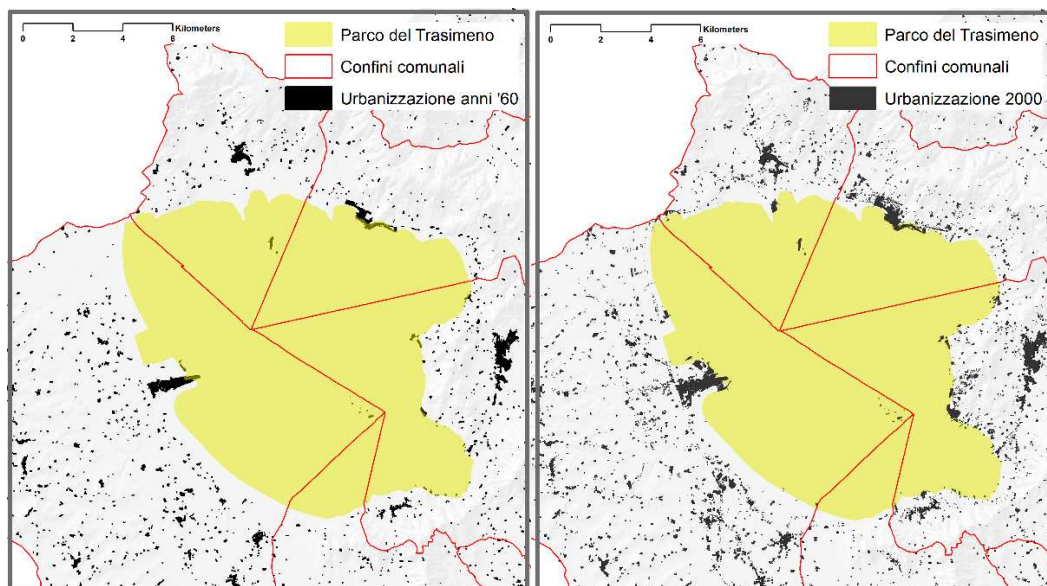 Kilometers
0 2 4 6
Parco del Trasimeno
Confini comunali
Urbanizzazione anni '60
Kilometers
0 2 4 6
Parco del Trasimeno
Confini comunali
Urbanizzazione 2000